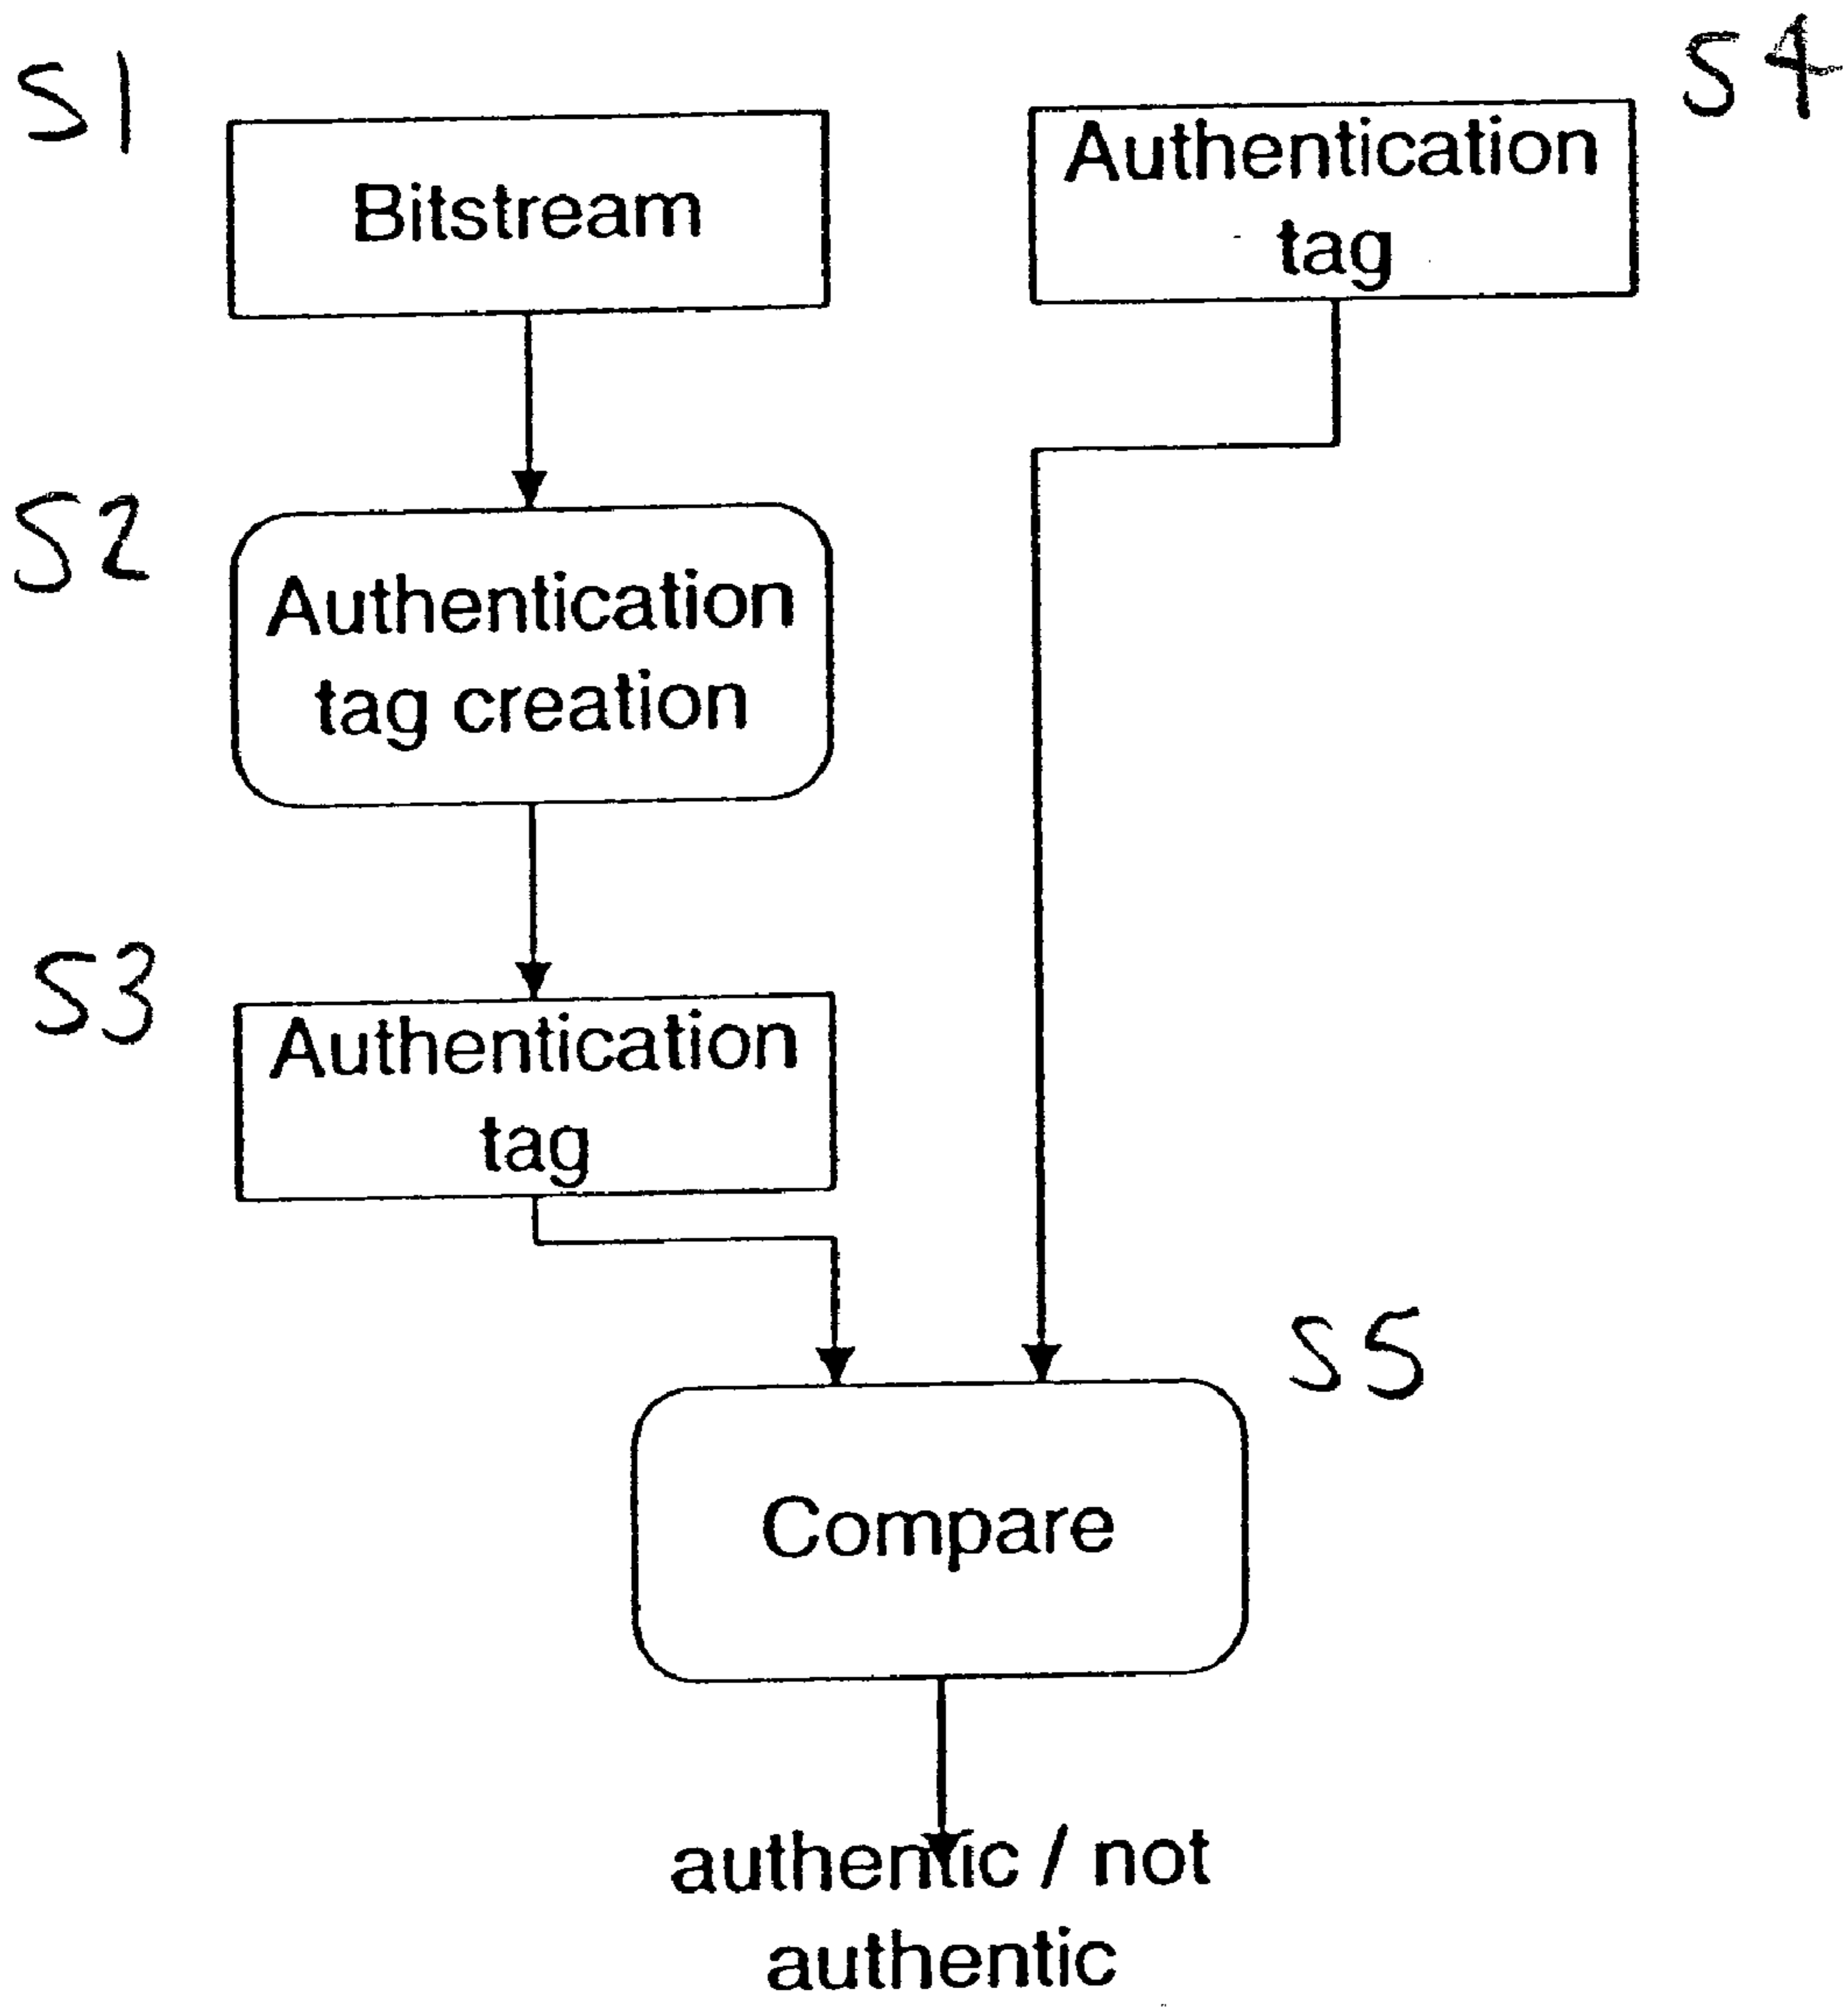 S1
Bitstream
S4
Authentication
tag
S2
Authentication
tag creation
S3
Authentication
tag
S5
Compare
authentic / not
authentic